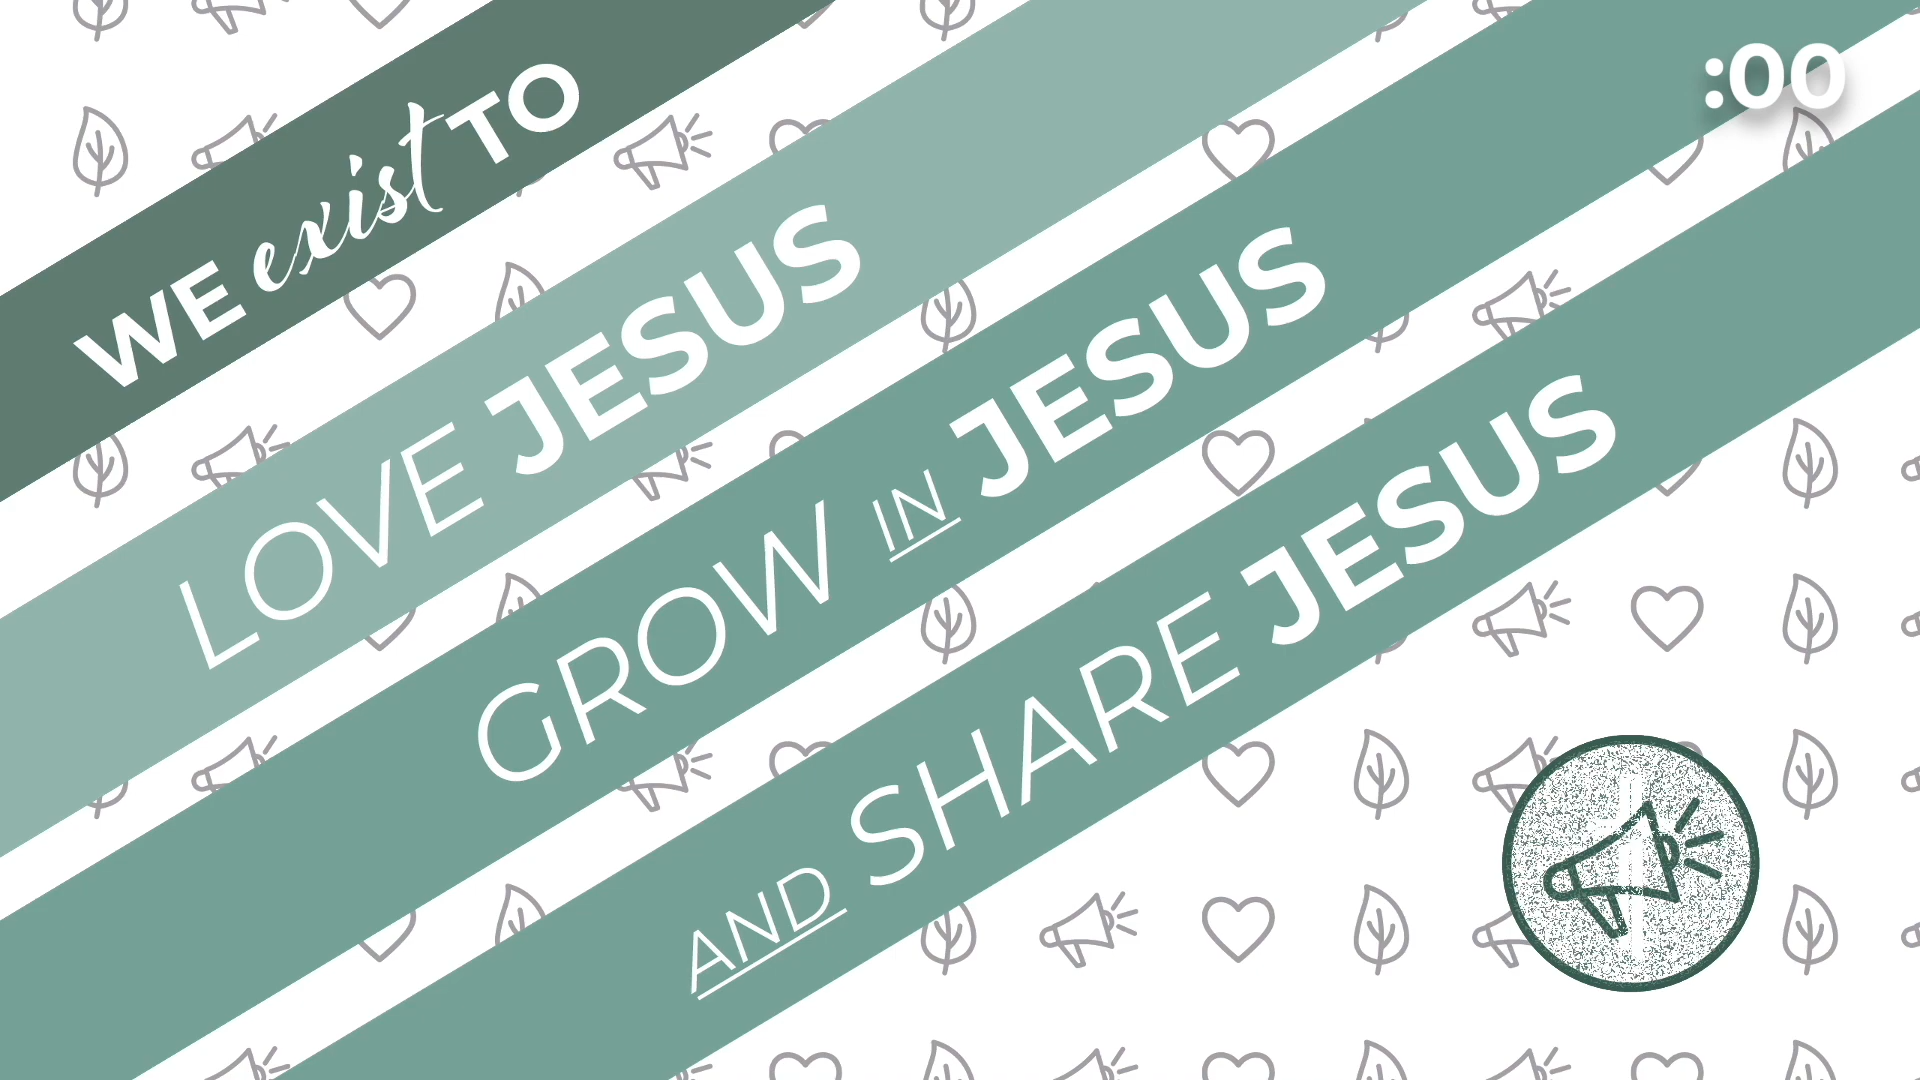 WE exist TO
LOVE JESUS
GROW IN JESUS
AND SHARE JESUS
:00